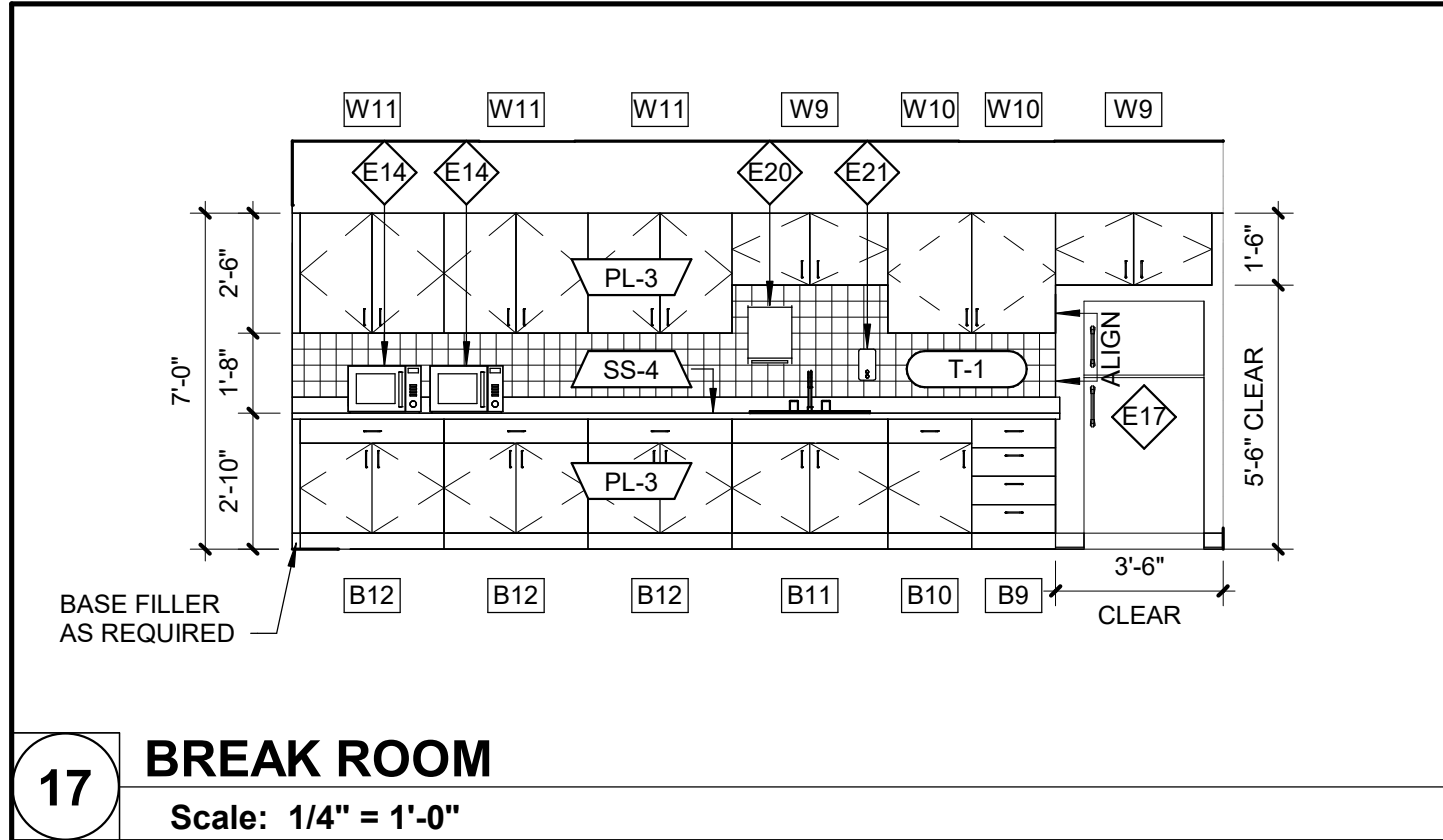 W11
W11
W11
W9
W10
W10
W9
E14
E14
E20
E21
7'-0"
2'-6"
1'-8"
2'-10"
PL-3
SS-4
T-1
PL-3
ALIGN
E17
1'-6"
5'-6" CLEAR
3'-6"
CLEAR
BASE FILLER
AS REQUIRED
B12
B12
B12
B11
B10
B9
17
BREAK ROOM
Scale: 1/4" = 1'-0"